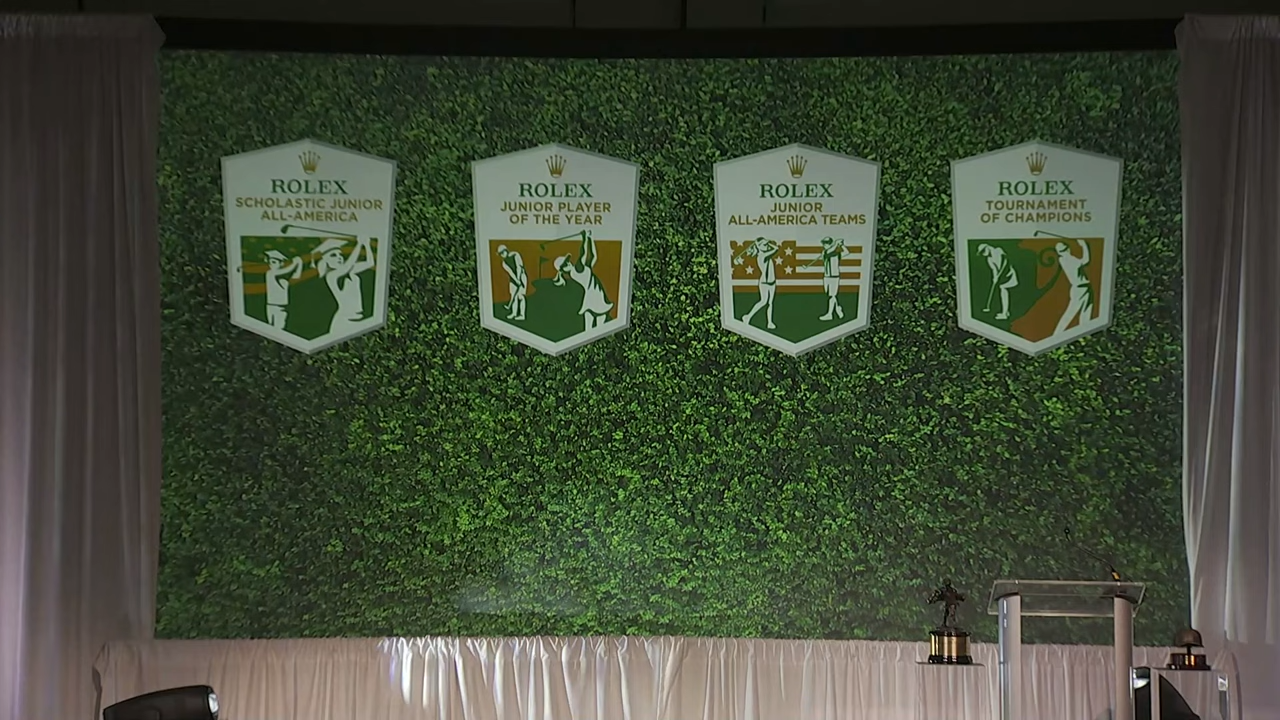 ROLEX
SCHOLASTIC JUNIOR
ALL-AMERICA
ROLEX
JUNIOR PLAYER
OF THE YEAR
ROLEX
JUNIOR
ALL-AMERICA TEAMS
ROLEX
TOURNAMENT
OF CHAMPIONS